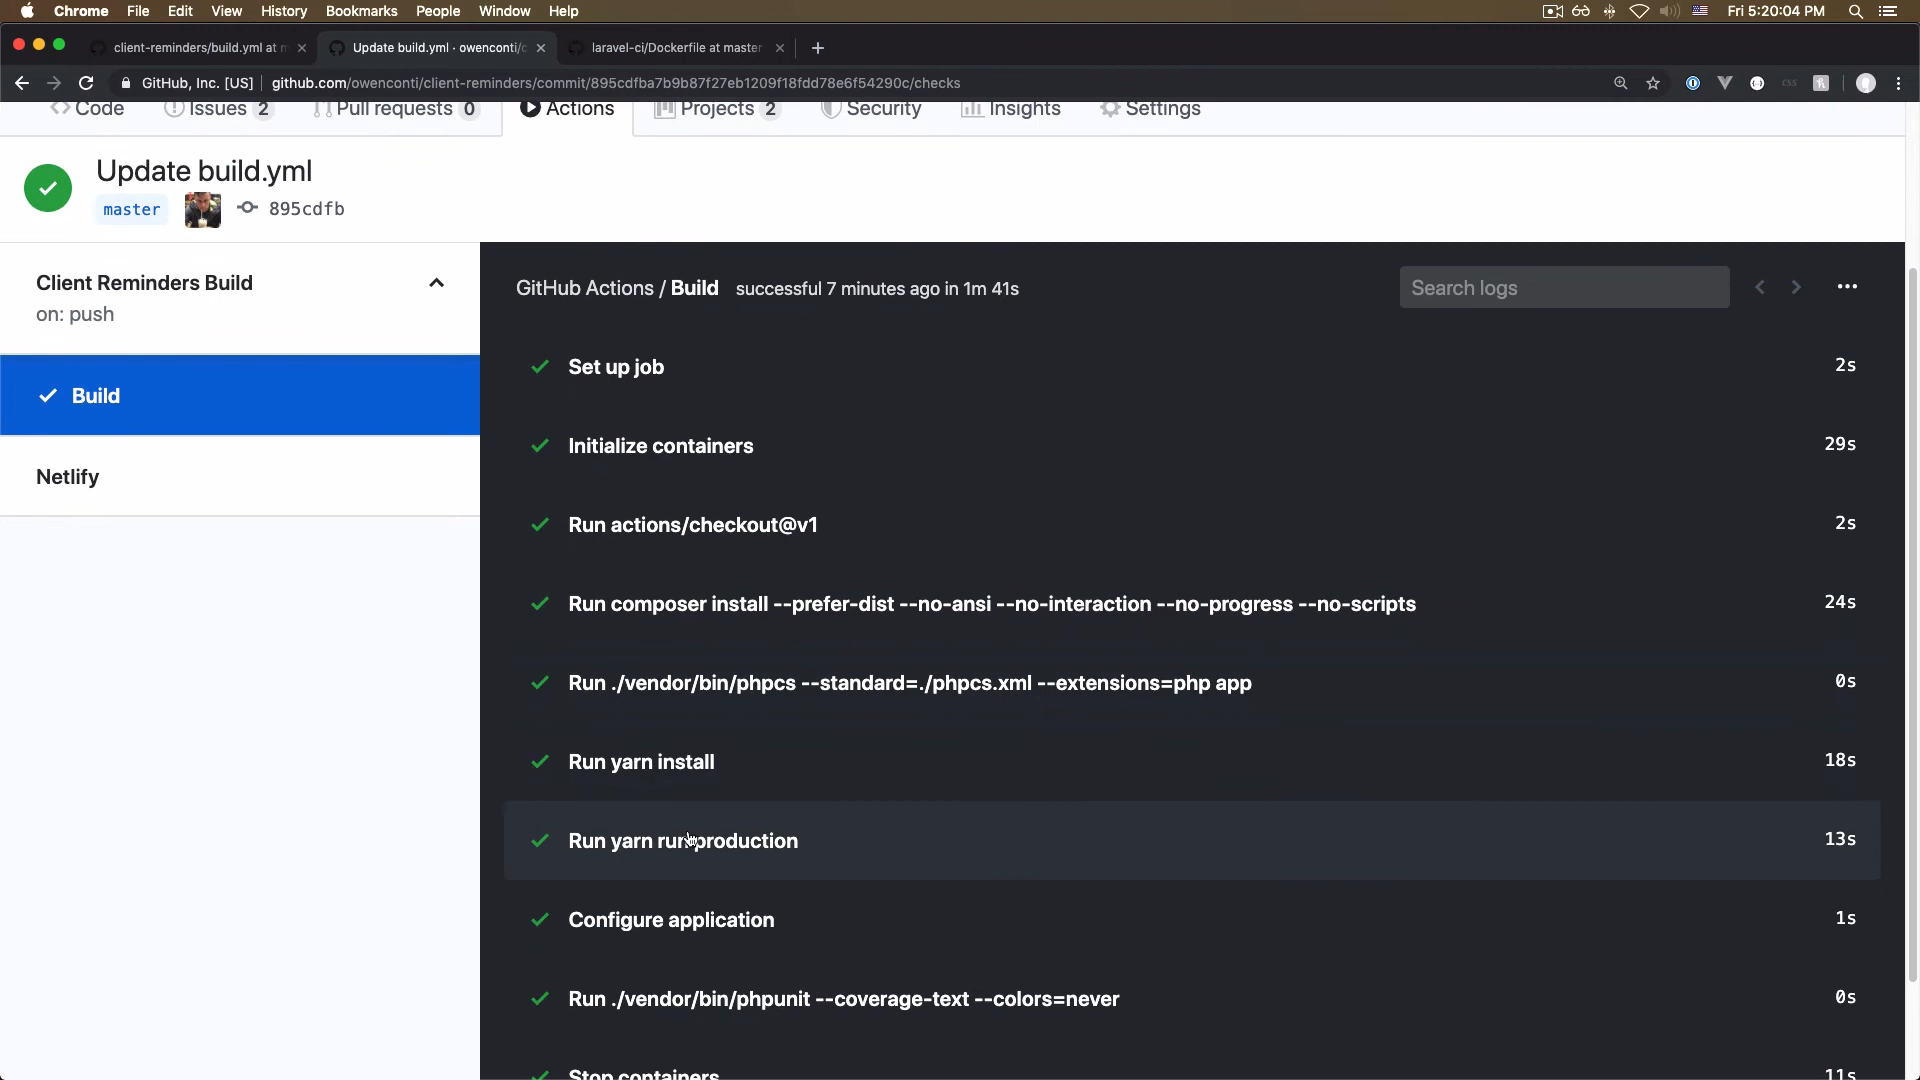 Chrome File Edit View History Bookmarks People Window Help Fri 5:20:04 PM
client-reminders/build.yml at m Update build.yml · owenconti/c laravel-ci/Dockerfile at master
GitHub, Inc. [US] github.com/owenconti/client-reminders/commit/895cdfba7b9b87f27eb1209f18fdd78e6f54290c/checks css
Code Issues 2 Pull requests 0 Actions Projects 2 Security Insights Settings
Update build.yml
master 895cdfb
Client Reminders Build
on: push
Build
Netlify
GitHub Actions / Build successful 7 minutes ago in 1m 41s Search logs
Set up job 2s
Initialize containers 29s
Run actions/checkout@v1 2s
Run composer install --prefer-dist --no-ansi --no-interaction --no-progress --no-scripts 24s
Run ./vendor/bin/phpcs --standard=./phpcs.xml --extensions=php app 0s
Run yarn install 18s
Run yarn run production 13s
Configure application 1s
Run ./vendor/bin/phpunit --coverage-text --colors=never 0s
Stop containers 11s